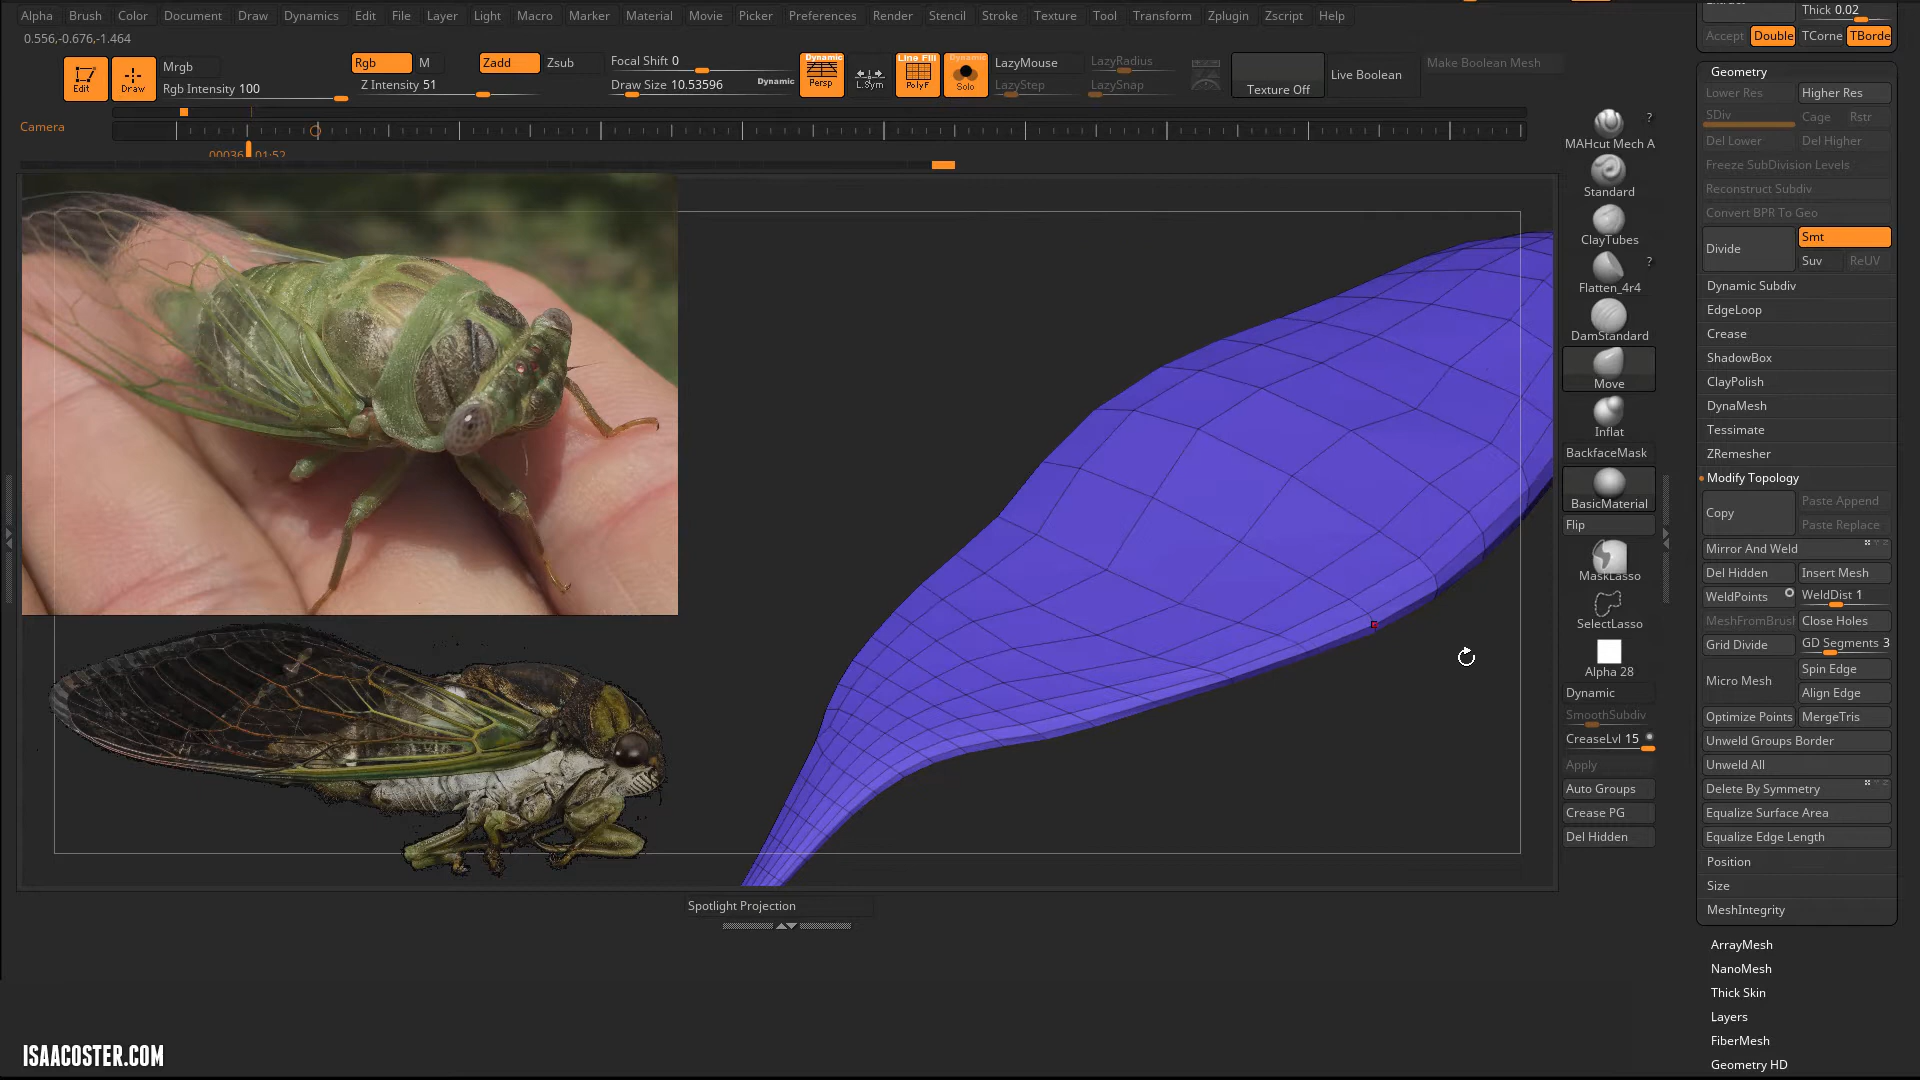 Alpha Brush Color Document Draw Dynamics Edit File Layer Light Macro Marker Material Movie Picker Preferences Render Stencil Stroke Texture Tool Transform Zplugin Zscript Help
0.556,-0.676,-1.464
Edit
Draw
Mrgb
Rgb Intensity 100
Rgb
M
Z Intensity 51
Zadd
Zsub
Focal Shift 0
Draw Size 10.53596
Dynamic
Dynamic
Persp
L.Sym
Line Fill
PolyF
Dynamic
Solo
LazyMouse
LazyStep
LazyRadius
LazySnap
Texture Off
Live Boolean
Make Boolean Mesh
Camera
00036 01:52
MAHcut Mech A
?
Standard
ClayTubes
Flatten_4r4
?
DamStandard
Move
Inflat
BackfaceMask
BasicMaterial
Flip
MaskLasso
SelectLasso
Alpha 28
Dynamic
SmoothSubdiv
CreaseLvl 15
Apply
Auto Groups
Crease PG
Del Hidden
Thick 0.02
Accept Double TCorne TBorde
Geometry
Lower Res Higher Res
SDiv
Cage Rstr
Del Lower Del Higher
Freeze SubDivision Levels
Reconstruct Subdiv
Convert BPR To Geo
Divide
Smt
Suv ReUV
Dynamic Subdiv
EdgeLoop
Crease
ShadowBox
ClayPolish
DynaMesh
Tessimate
ZRemesher
Modify Topology
Copy
Paste Append
Paste Replace
Mirror And Weld
Del Hidden Insert Mesh
WeldPoints WeldDist 1
MeshFromBrus Close Holes
Grid Divide GD Segments 3
Micro Mesh
Spin Edge
Align Edge
Optimize Points MergeTris
Unweld Groups Border
Unweld All
Delete By Symmetry
Equalize Surface Area
Equalize Edge Length
Position
Size
MeshIntegrity
ArrayMesh
NanoMesh
Thick Skin
Layers
FiberMesh
Geometry HD
Spotlight Projection
ISAACOSTER.COM